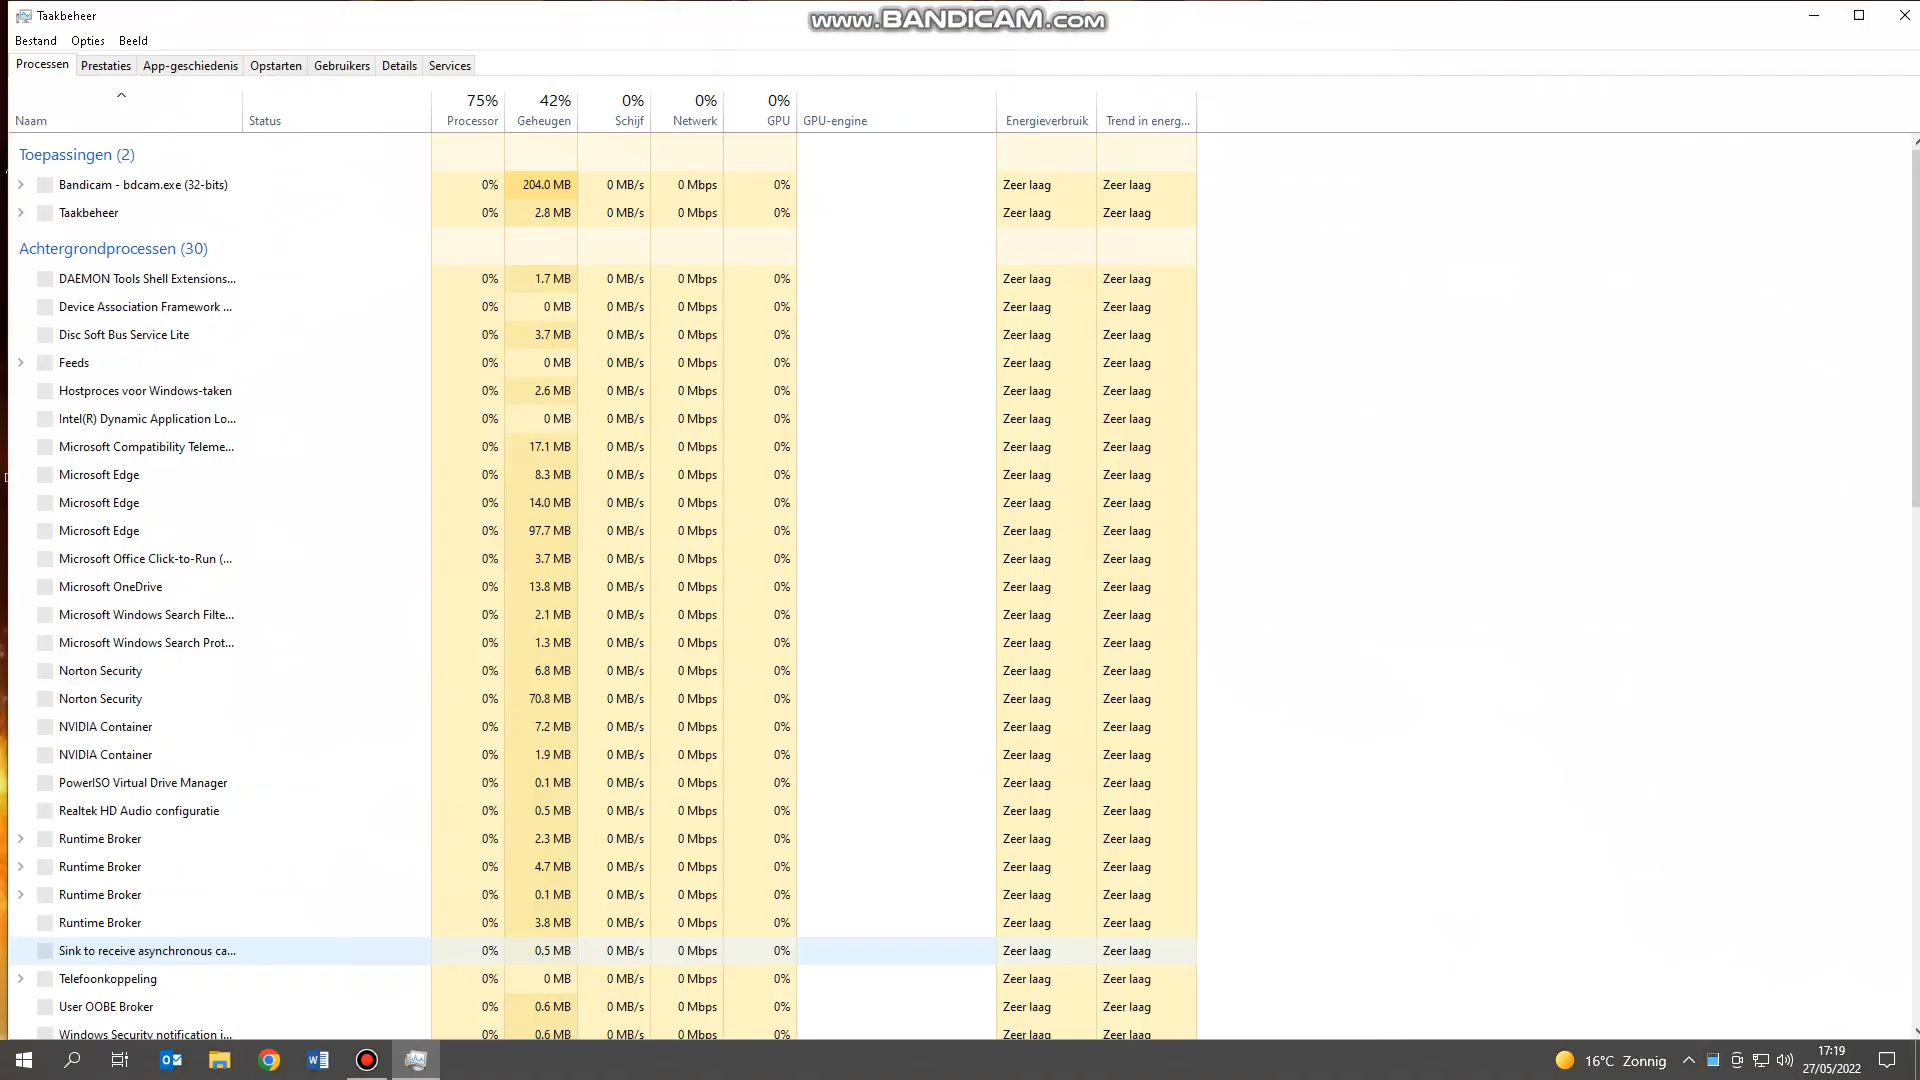 Taakbeheer
www.BANDICAM.com
Bestand Opties Beeld
Processen Prestaties App-geschiedenis Opstarten Gebruikers Details Services
75% 42% 0% 0% 0%
Naam Status Processor Geheugen Schijf Netwerk GPU GPU-engine Energieverbruik Trend in energ...
Toepassingen (2)
Bandicam - bdcam.exe (32-bits) 0% 204.0 MB 0 MB/s 0 Mbps 0% Zeer laag Zeer laag
Taakbeheer 0% 2.8 MB 0 MB/s 0 Mbps 0% Zeer laag Zeer laag
Achtergrondprocessen (30)
DAEMON Tools Shell Extensions... 0% 1.7 MB 0 MB/s 0 Mbps 0% Zeer laag Zeer laag
Device Association Framework ... 0% 0 MB 0 MB/s 0 Mbps 0% Zeer laag Zeer laag
Disc Soft Bus Service Lite 0% 3.7 MB 0 MB/s 0 Mbps 0% Zeer laag Zeer laag
Feeds 0% 0 MB 0 MB/s 0 Mbps 0% Zeer laag Zeer laag
Hostproces voor Windows-taken 0% 2.6 MB 0 MB/s 0 Mbps 0% Zeer laag Zeer laag
Intel(R) Dynamic Application Lo... 0% 0 MB 0 MB/s 0 Mbps 0% Zeer laag Zeer laag
Microsoft Compatibility Teleme... 0% 17.1 MB 0 MB/s 0 Mbps 0% Zeer laag Zeer laag
Microsoft Edge 0% 8.3 MB 0 MB/s 0 Mbps 0% Zeer laag Zeer laag
Microsoft Edge 0% 14.0 MB 0 MB/s 0 Mbps 0% Zeer laag Zeer laag
Microsoft Edge 0% 97.7 MB 0 MB/s 0 Mbps 0% Zeer laag Zeer laag
Microsoft Office Click-to-Run (... 0% 3.7 MB 0 MB/s 0 Mbps 0% Zeer laag Zeer laag
Microsoft OneDrive 0% 13.8 MB 0 MB/s 0 Mbps 0% Zeer laag Zeer laag
Microsoft Windows Search Filte... 0% 2.1 MB 0 MB/s 0 Mbps 0% Zeer laag Zeer laag
Microsoft Windows Search Prot... 0% 1.3 MB 0 MB/s 0 Mbps 0% Zeer laag Zeer laag
Norton Security 0% 6.8 MB 0 MB/s 0 Mbps 0% Zeer laag Zeer laag
Norton Security 0% 70.8 MB 0 MB/s 0 Mbps 0% Zeer laag Zeer laag
NVIDIA Container 0% 7.2 MB 0 MB/s 0 Mbps 0% Zeer laag Zeer laag
NVIDIA Container 0% 1.9 MB 0 MB/s 0 Mbps 0% Zeer laag Zeer laag
PowerISO Virtual Drive Manager 0% 0.1 MB 0 MB/s 0 Mbps 0% Zeer laag Zeer laag
Realtek HD Audio configuratie 0% 0.5 MB 0 MB/s 0 Mbps 0% Zeer laag Zeer laag
Runtime Broker 0% 2.3 MB 0 MB/s 0 Mbps 0% Zeer laag Zeer laag
Runtime Broker 0% 4.7 MB 0 MB/s 0 Mbps 0% Zeer laag Zeer laag
Runtime Broker 0% 0.1 MB 0 MB/s 0 Mbps 0% Zeer laag Zeer laag
Runtime Broker 0% 3.8 MB 0 MB/s 0 Mbps 0% Zeer laag Zeer laag
Sink to receive asynchronous ca... 0% 0.5 MB 0 MB/s 0 Mbps 0% Zeer laag Zeer laag
Telefoonkoppeling 0% 0 MB 0 MB/s 0 Mbps 0% Zeer laag Zeer laag
User OOBE Broker 0% 0.6 MB 0 MB/s 0 Mbps 0% Zeer laag Zeer laag
Windows Security notification i... 0% 0.6 MB 0 MB/s 0 Mbps 0% Zeer laag Zeer laag
16°C Zonnig
17:19
27/05/2022